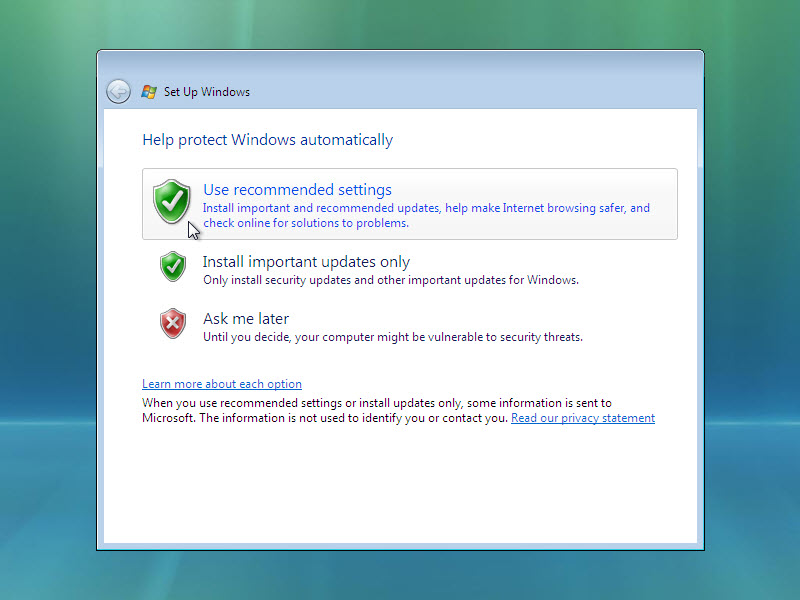 Set Up Windows
Help protect Windows automatically
Use recommended settings
Install important and recommended updates, help make Internet browsing safer, and
check online for solutions to problems.
Install important updates only
Only install security updates and other important updates for Windows.
Ask me later
Until you decide, your computer might be vulnerable to security threats.
Learn more about each option
When you use recommended settings or install updates only, some information is sent to
Microsoft. The information is not used to identify you or contact you. Read our privacy statement